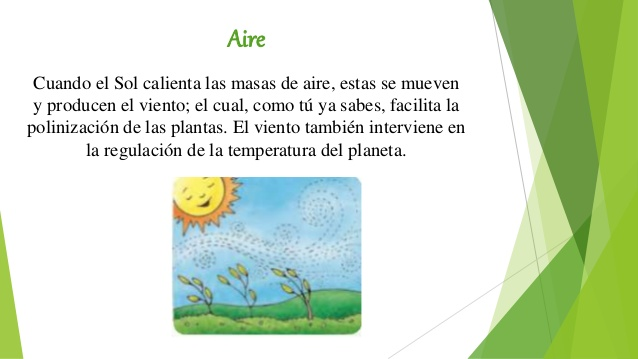 Aire
Cuando el Sol calienta las masas de aire, estas se mueven
y producen el viento; el cual, como tú ya sabes, facilita la
polinización de las plantas. El viento también interviene en
la regulación de la temperatura del planeta.